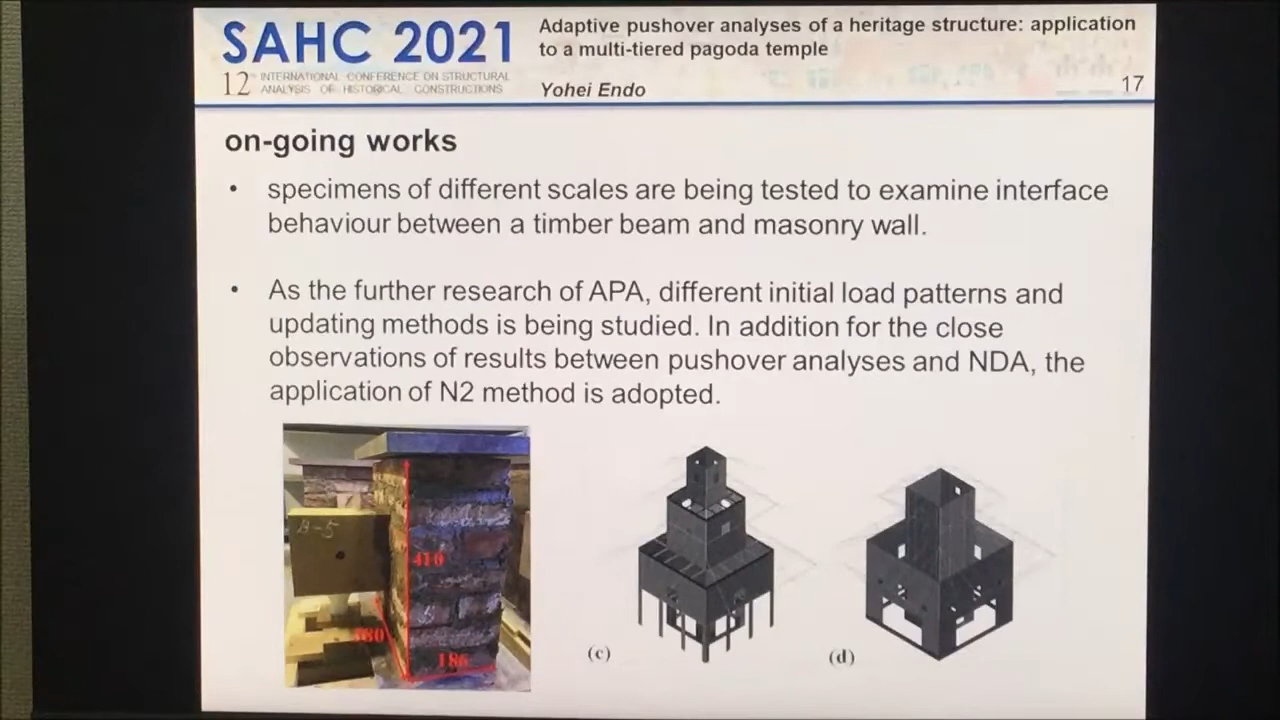 SAHC 2021
12th INTERNATIONAL CONFERENCE ON STRUCTURAL
ANALYSIS OF HISTORICAL CONSTRUCTIONS
Adaptive pushover analyses of a heritage structure: application
to a multi-tiered pagoda temple
Yohei Endo
17
on-going works
• specimens of different scales are being tested to examine interface
behaviour between a timber beam and masonry wall.
• As the further research of APA, different initial load patterns and
updating methods is being studied. In addition for the close
observations of results between pushover analyses and NDA, the
application of N2 method is adopted.
B-5
410
380
186
(c)
(d)